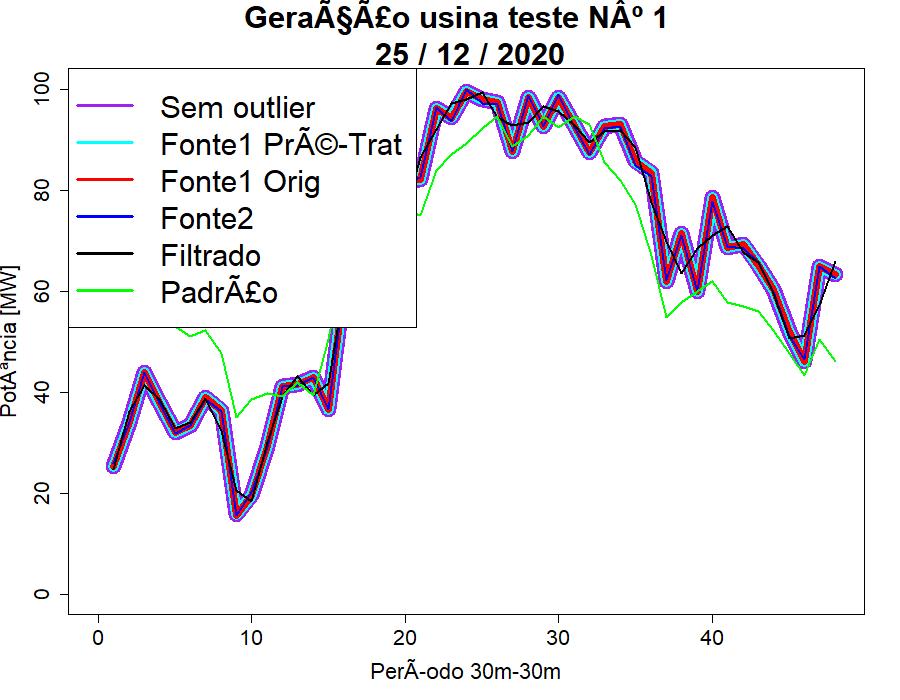 GeraÃ§Ã£o usina teste NÂº 1
25 / 12 / 2020
Sem outlier
Fonte1 PrÃ©-Trat
Fonte1 Orig
Fonte2
Filtrado
PadrÃ£o
PotÃªncia [MW]
100
80
60
40
20
0
0 10 20 30 40
PerÃ­-odo 30m-30m